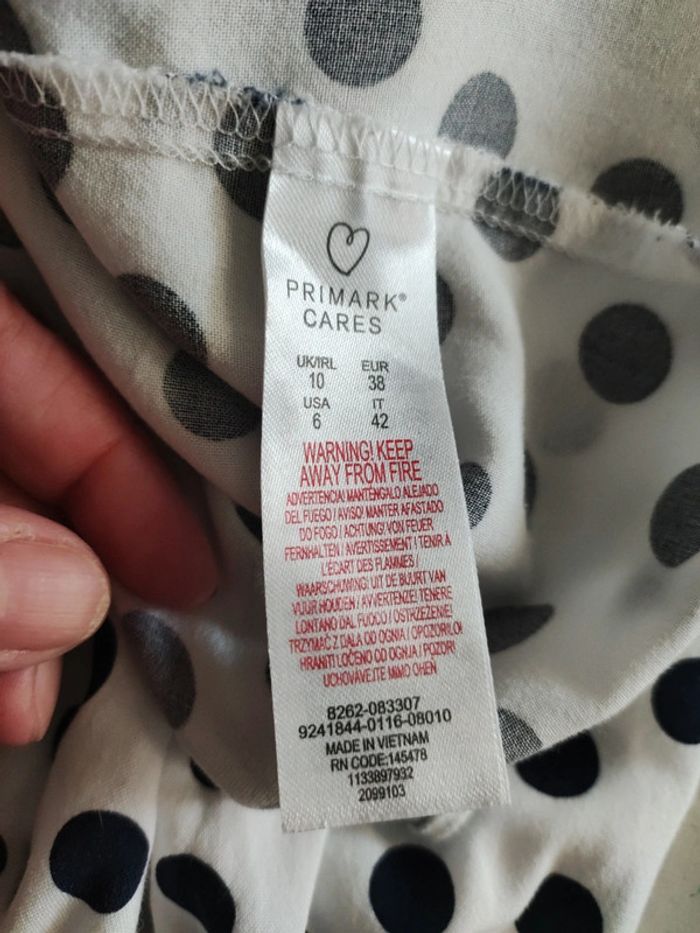 PRIMARK®
CARES
UK/IRL EUR
10 38
USA IT
6 42
WARNING! KEEP
AWAY FROM FIRE
ADVERTENCIA! MANTÉNGALO ALEJADO
DEL FUEGO / AVISO! MANTER AFASTADO
DO FOGO / ACHTUNG! VON FEUER
FERNHALTEN / AVERTISSEMENT ! TENIR À
L'ÉCART DES FLAMMES /
WAARSCHUWING! UIT DE BUURT VAN
VUUR HOUDEN / AVVERTENZE! TENERE
LONTANO DAL FUOCO / OSTRZEŻENIE!
TRZYMAĆ Z DALA OD OGNIA / OPOZORILO!
HRANITI LOČENO OD OGNJA / POZOR!
UCHOVÁVEJTE MIMO OHEŇ
8262-083307
9241844-0116-08010
MADE IN VIETNAM
RN CODE:145478
1133897932
2099103